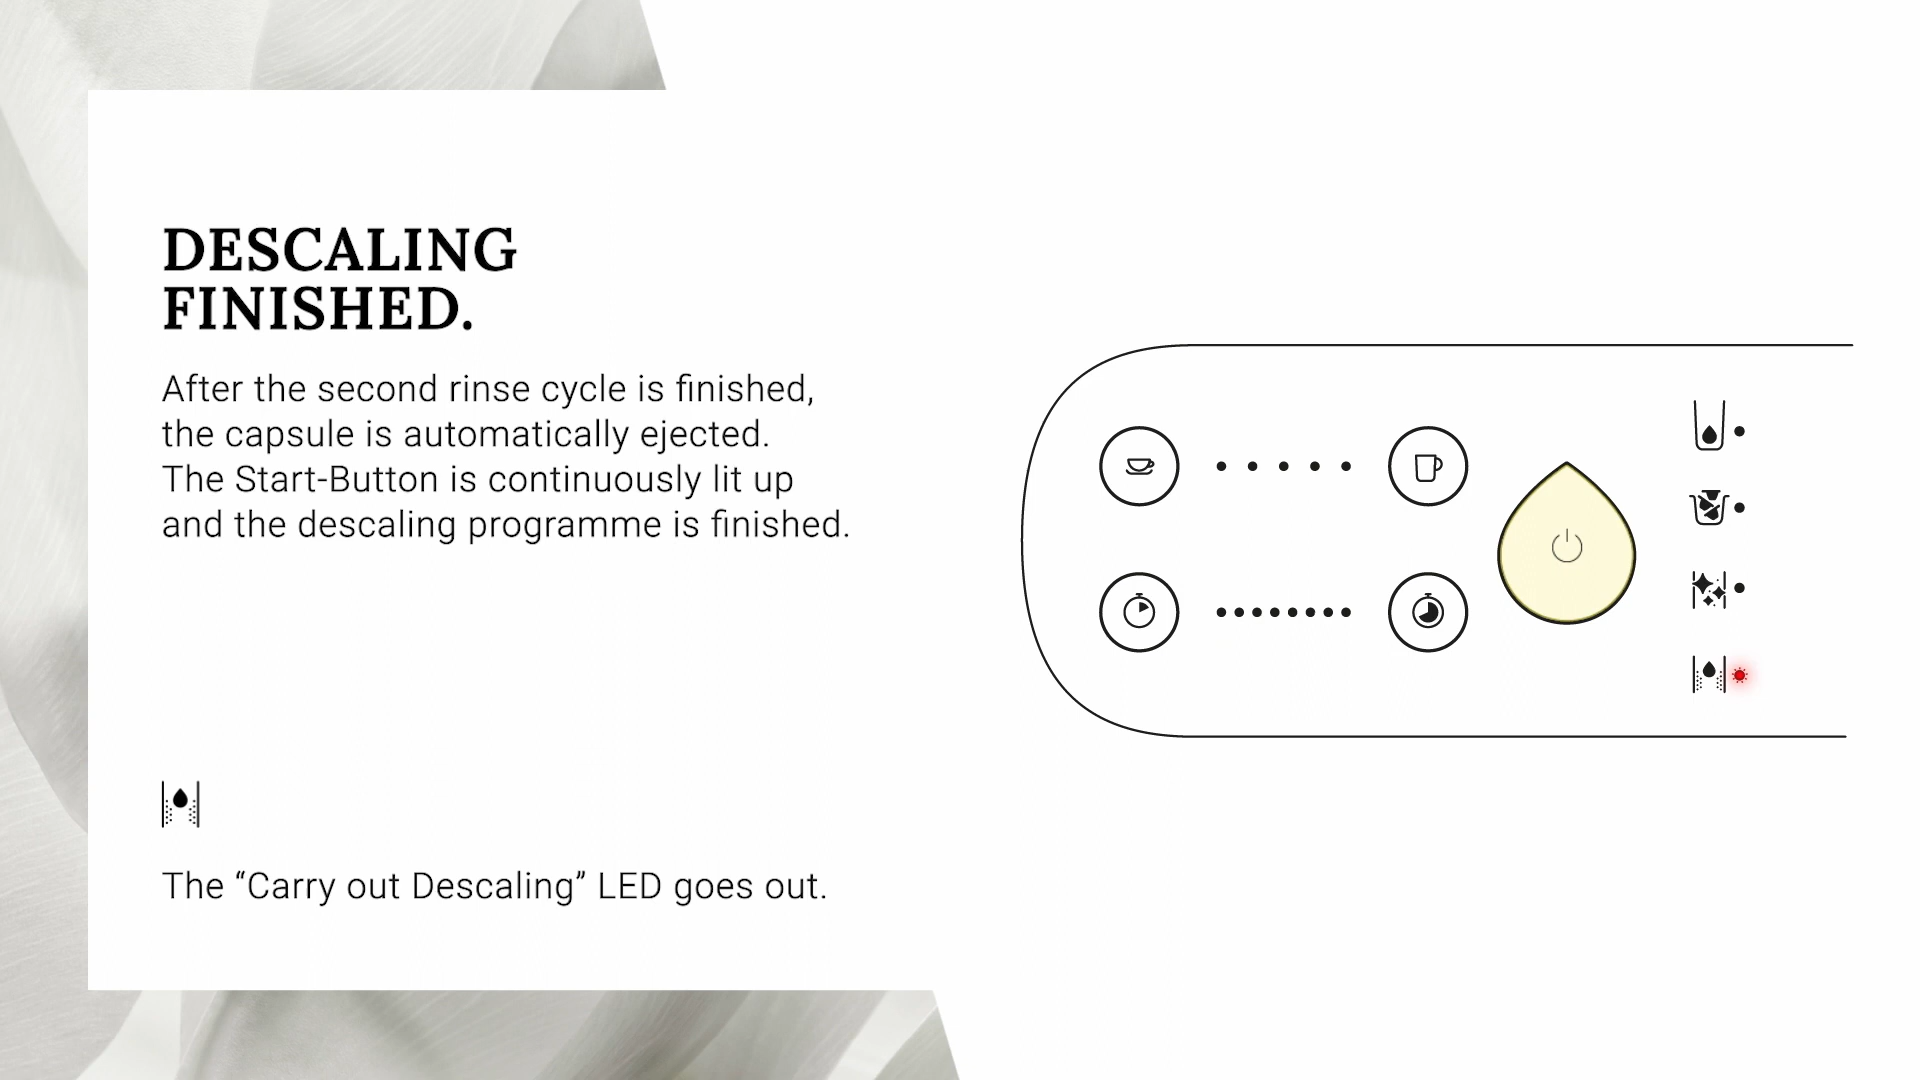 DESCALING
FINISHED.
After the second rinse cycle is finished,
the capsule is automatically ejected.
The Start-Button is continuously lit up
and the descaling programme is finished.
The “Carry out Descaling” LED goes out.